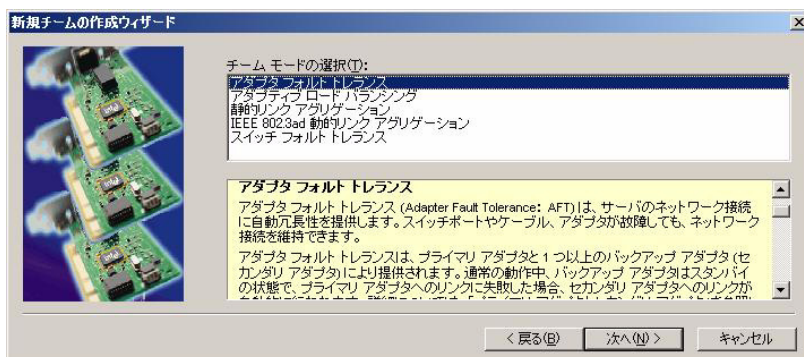 新規チームの作成ウィザード
チーム モードの選択(T):
アダプタ フォルト トレランス
アダプティブ ロード バランシング
静的リンク アグリゲーション
IEEE 802.3ad 動的リンク アグリゲーション
スイッチ フォルト トレランス
アダプタ フォルト トレランス
アダプタ フォルト トレランス (Adapter Fault Tolerance: AFT) は、サーバのネットワーク接続
に自動冗長性を提供します。スイッチポートやケーブル、アダプタが故障しても、ネットワーク
接続を維持できます。
アダプタ フォルト トレランスは、プライマリ アダプタと 1 つ以上のバックアップ アダプタ (セ
カンダリ アダプタ) により提供されます。通常の動作中、バックアップ アダプタはスタンバイ
の状態で、プライマリ アダプタへのリンクに失敗した場合、セカンダリ アダプタへのリンクが
< 戻る(B)
次へ(N) >
キャンセル